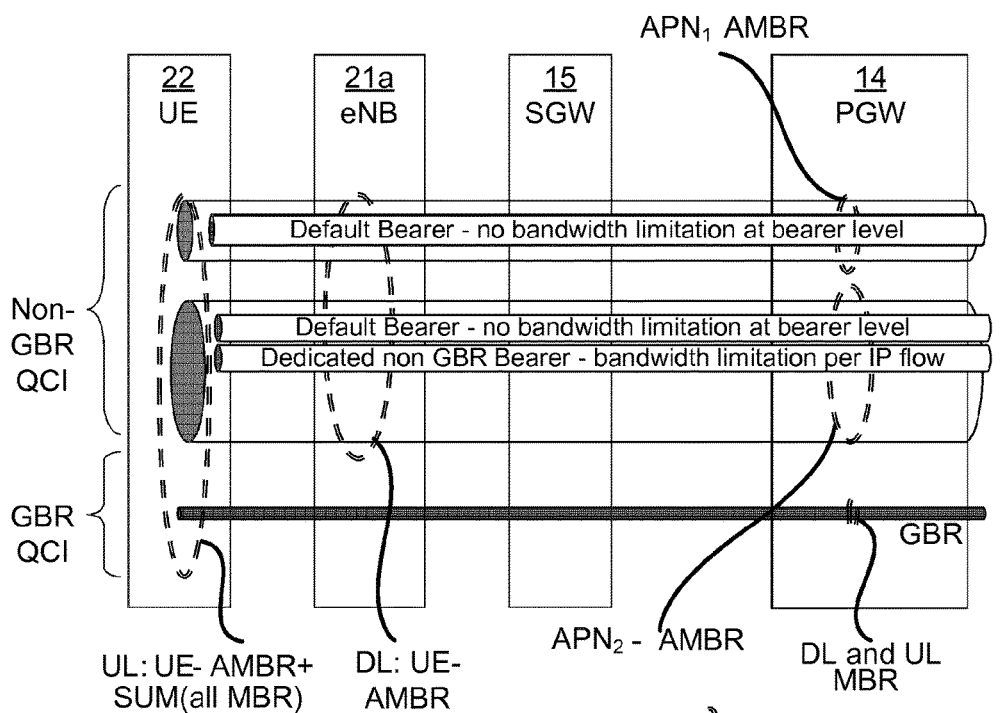 APN₁ AMBR
22
UE
21a
eNB
15
SGW
14
PGW
Non-
GBR
QCI
Default Bearer - no bandwidth limitation at bearer level
Default Bearer - no bandwidth limitation at bearer level
Dedicated non GBR Bearer - bandwidth limitation per IP flow
GBR
QCI
GBR
UL: UE- AMBR+
SUM(all MBR)
DL: UE-
AMBR
APN₂ - AMBR
DL and UL
MBR